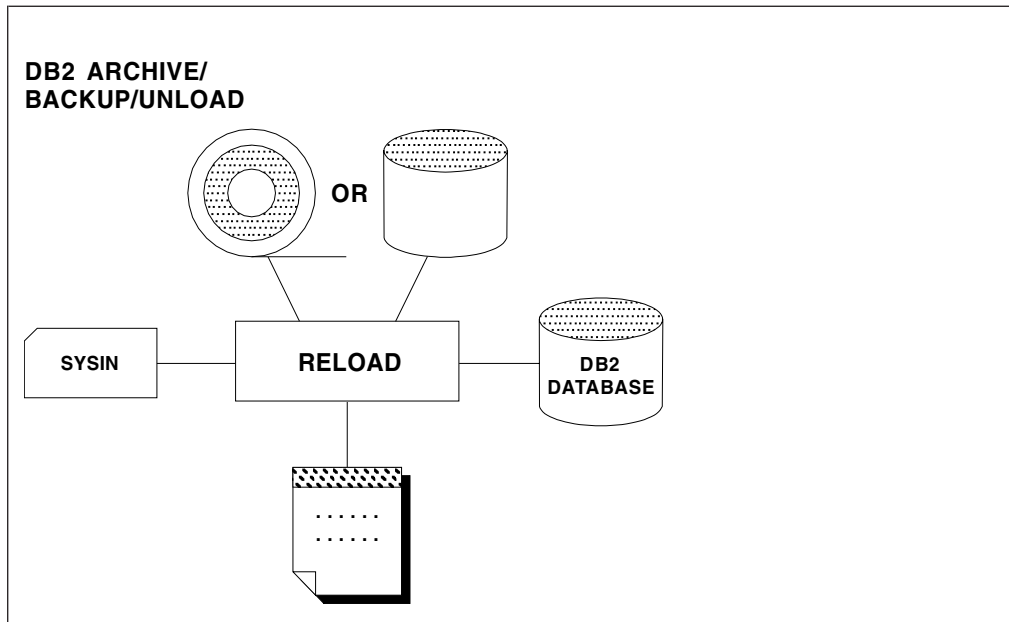 DB2 ARCHIVE/
BACKUP/UNLOAD
OR
SYSIN
RELOAD
DB2
DATABASE